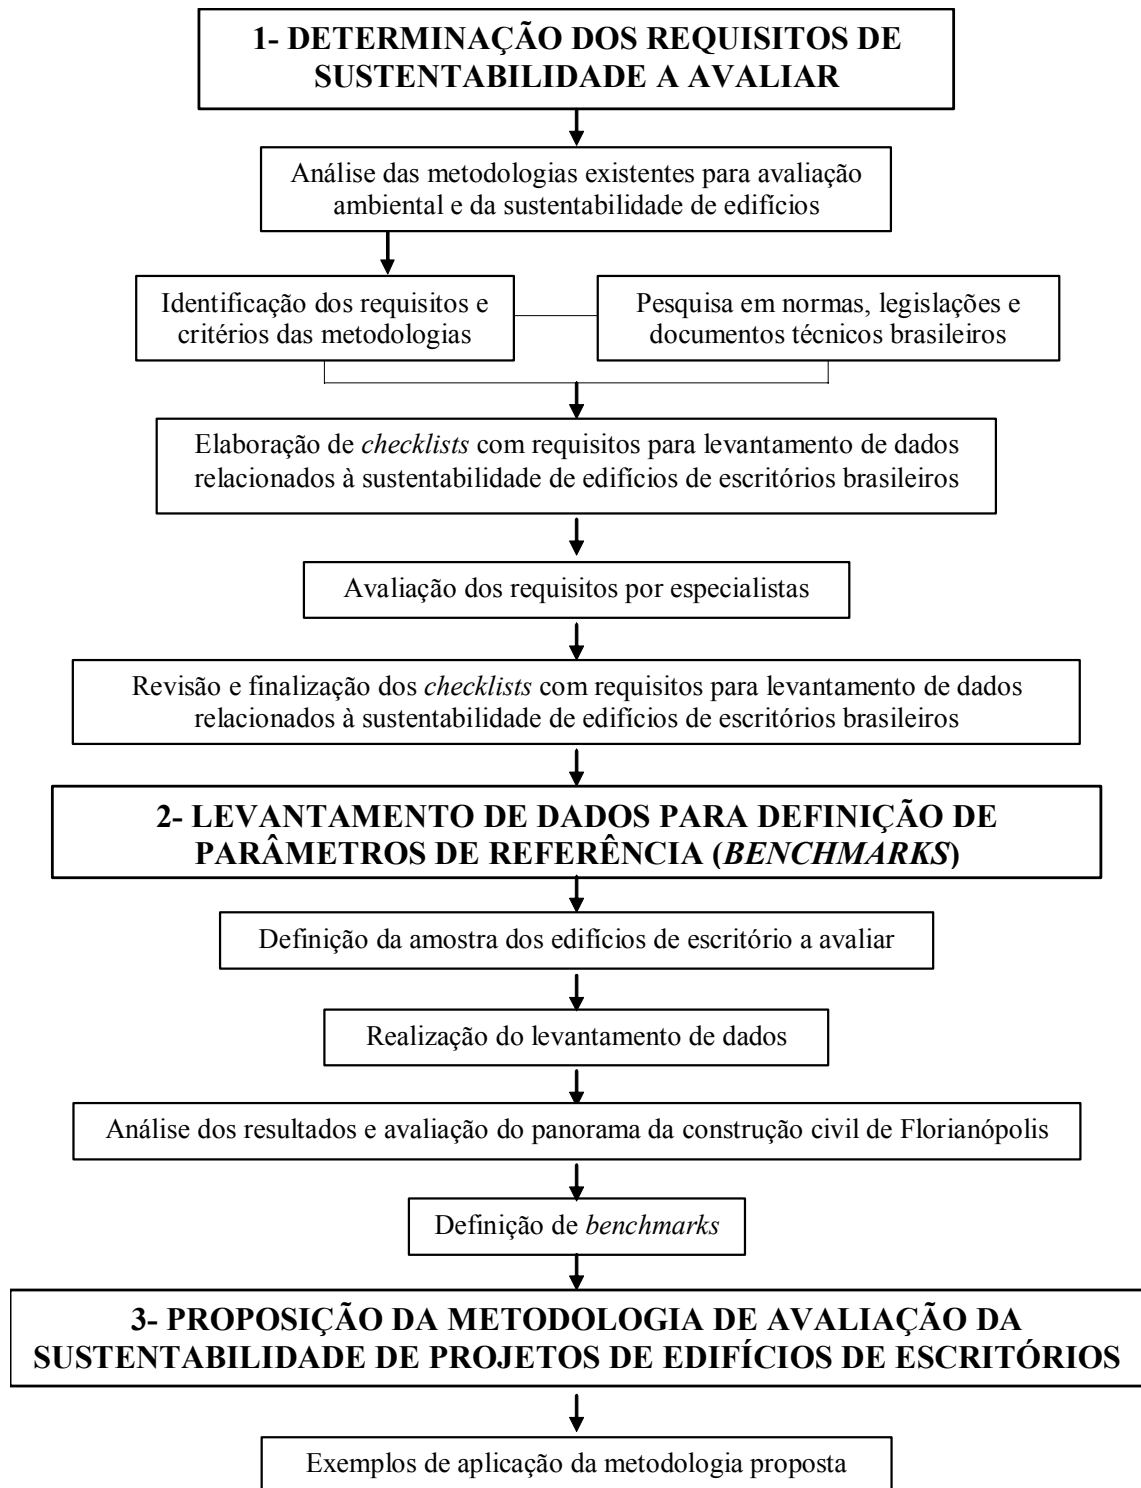 1- DETERMINAÇÃO DOS REQUISITOS DE
SUSTENTABILIDADE A AVALIAR
Análise das metodologias existentes para avaliação
ambiental e da sustentabilidade de edifícios
Identificação dos requisitos e
critérios das metodologias
Pesquisa em normas, legislações e
documentos técnicos brasileiros
Elaboração de checklists com requisitos para levantamento de dados
relacionados à sustentabilidade de edifícios de escritórios brasileiros
Avaliação dos requisitos por especialistas
Revisão e finalização dos checklists com requisitos para levantamento de dados
relacionados à sustentabilidade de edifícios de escritórios brasileiros
2- LEVANTAMENTO DE DADOS PARA DEFINIÇÃO DE
PARÂMETROS DE REFERÊNCIA (BENCHMARKS)
Definição da amostra dos edifícios de escritório a avaliar
Realização do levantamento de dados
Análise dos resultados e avaliação do panorama da construção civil de Florianópolis
Definição de benchmarks
3- PROPOSIÇÃO DA METODOLOGIA DE AVALIAÇÃO DA
SUSTENTABILIDADE DE PROJETOS DE EDIFÍCIOS DE ESCRITÓRIOS
Exemplos de aplicação da metodologia proposta